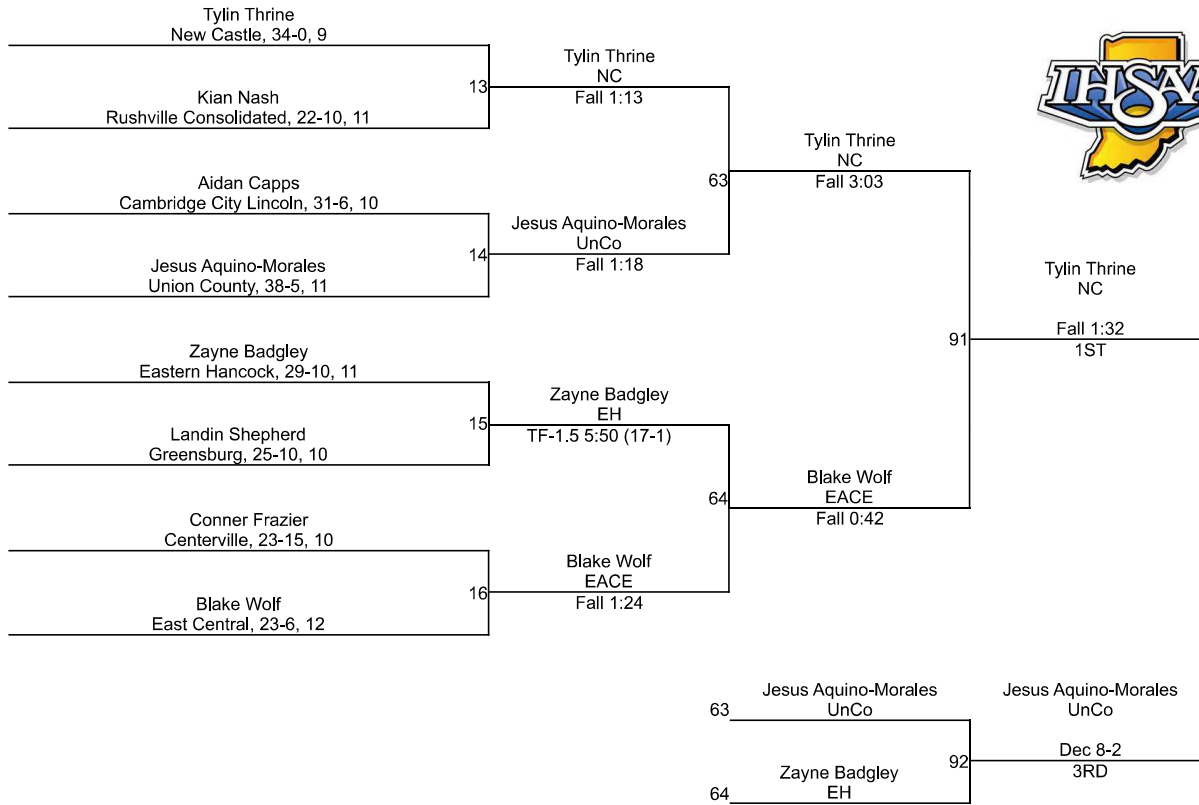 Tylin Thrine
New Castle, 34-0, 9
Kian Nash
Rushville Consolidated, 22-10, 11
Aidan Capps
Cambridge City Lincoln, 31-6, 10
Jesus Aquino-Morales
Union County, 38-5, 11
Zayne Badgley
Eastern Hancock, 29-10, 11
Landin Shepherd
Greensburg, 25-10, 10
Conner Frazier
Centerville, 23-15, 10
Blake Wolf
East Central, 23-6, 12
13
Tylin Thrine
NC
Fall 1:13
14
Jesus Aquino-Morales
UnCo
Fall 1:18
15
Zayne Badgley
EH
TF-1.5 5:50 (17-1)
16
Blake Wolf
EACE
Fall 1:24
63
Tylin Thrine
NC
Fall 3:03
64
Blake Wolf
EACE
Fall 0:42
IHSAA
91
Tylin Thrine
NC
Fall 1:32
1ST
63
Jesus Aquino-Morales
UnCo
64
Zayne Badgley
EH
92
Jesus Aquino-Morales
UnCo
Dec 8-2
3RD